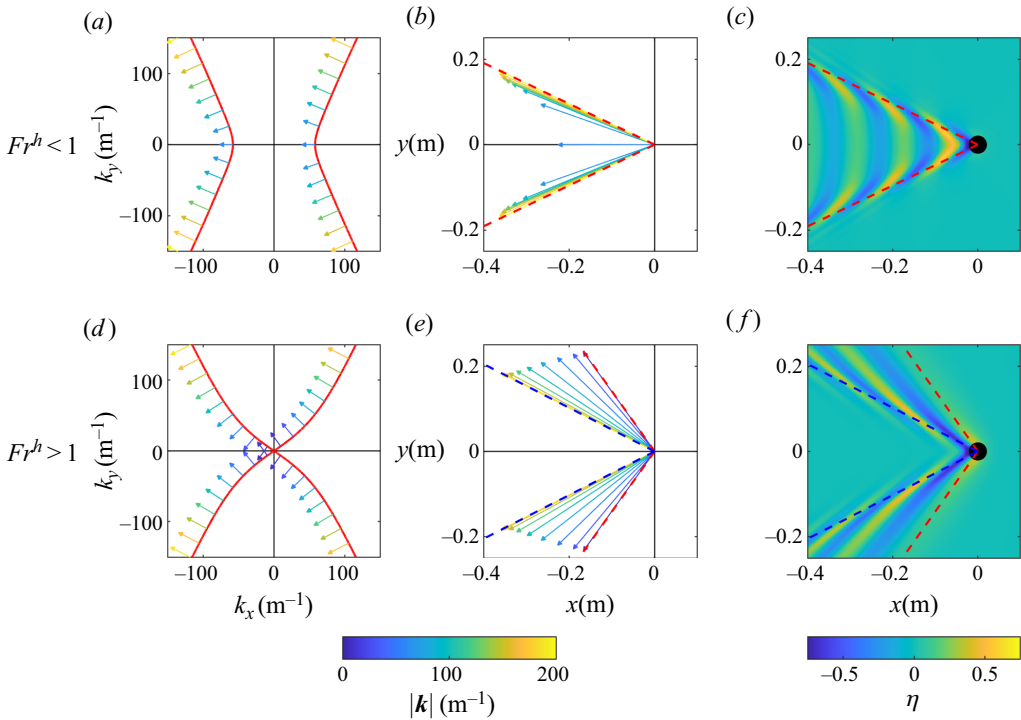 (a) (b) (c)
Fr^h < 1
k_y (m⁻¹)
100
0
−100
−100 0 100
y(m)
0.2
0
−0.2
−0.4 −0.2 0
0.2
0
−0.2
−0.4 −0.2 0
(d) (e) (f)
Fr^h > 1
k_y (m⁻¹)
100
0
−100
−100 0 100
k_x (m⁻¹)
y(m)
0.2
0
−0.2
−0.4 −0.2 0
x(m)
0.2
0
−0.2
−0.4 −0.2 0
x(m)
0 100 200
|k| (m⁻¹)
−0.5 0 0.5
η